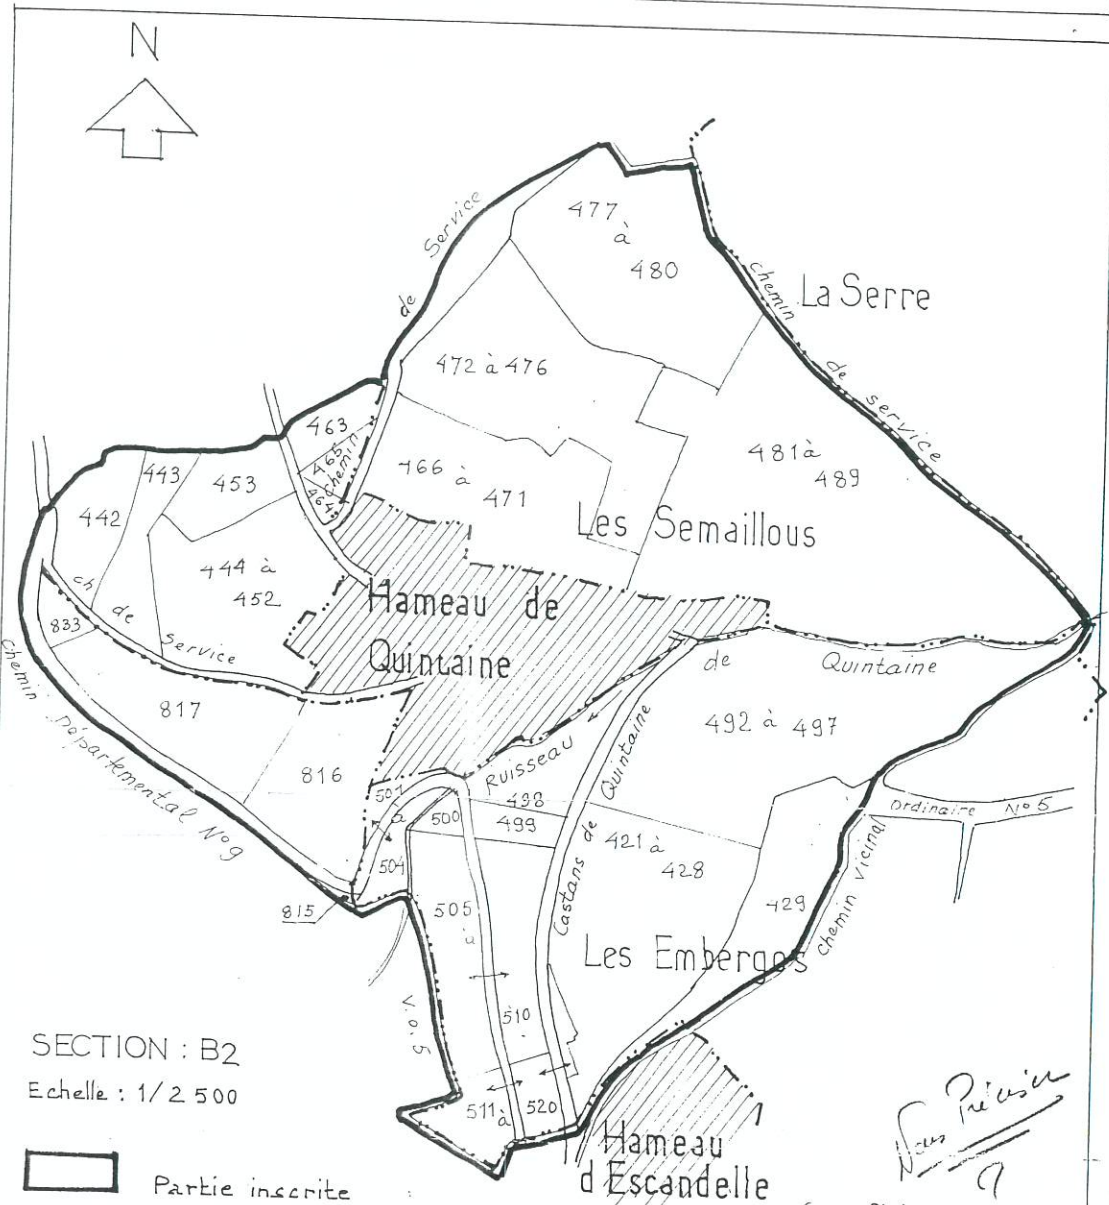 N
477
à
480
de Service
chemin
de service
La Serre
472 à 476
463
465
464
chemin
466 à
471
481 à
489
443
453
442
Les Semaillous
444 à
452
Hameau de
Quintaine
833
ch de Service
de Quintaine
817
816
492 à 497
Chemin Départemental N°9
Ruisseau
501
à
504
500
498
499
Castans de Quintaine
421 à
428
429
Ordinaire N° 5
chemin vicinal
815
505
à
510
Les Embergos
V.O.5
SECTION : B2
Echelle : 1/2 500
511 à
520
Hameau
d'Escandelle
Partie inscrite